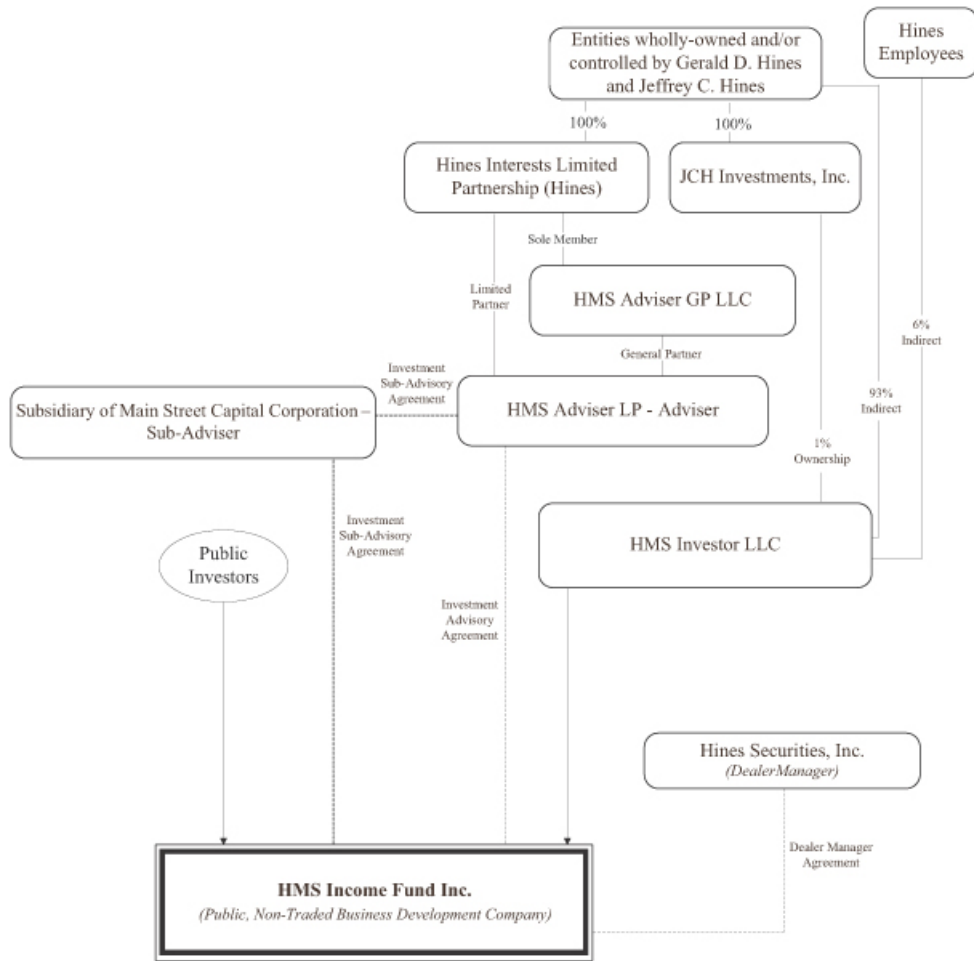 Entities wholly-owned and/or
controlled by Gerald D. Hines
and Jeffrey C. Hines
Hines
Employees
100%
100%
Hines Interests Limited
Partnership (Hines)
JCH Investments, Inc.
Sole Member
Limited
Partner
HMS Adviser GP LLC
General Partner
6%
Indirect
93%
Indirect
Investment
Sub-Advisory
Agreement
Subsidiary of Main Street Capital Corporation –
Sub-Adviser
HMS Adviser LP - Adviser
1%
Ownership
Investment
Sub-Advisory
Agreement
HMS Investor LLC
Public
Investors
Investment
Advisory
Agreement
Hines Securities, Inc.
(DealerManager)
Dealer Manager
Agreement
HMS Income Fund Inc.
(Public, Non-Traded Business Development Company)